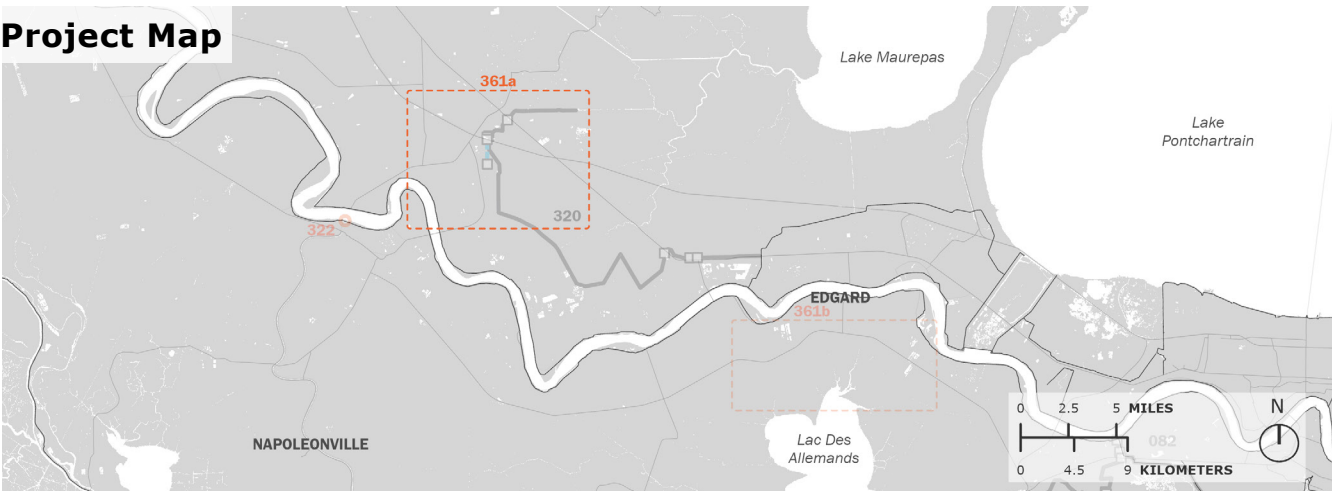 Project Map
Lake Maurepas
361a
Lake
Pontchartrain
320
322
EDGARD
361b
0 2.5 5 MILES
N
NAPOLEONVILLE
Lac Des
Allemands
082
0 4.5 9 KILOMETERS